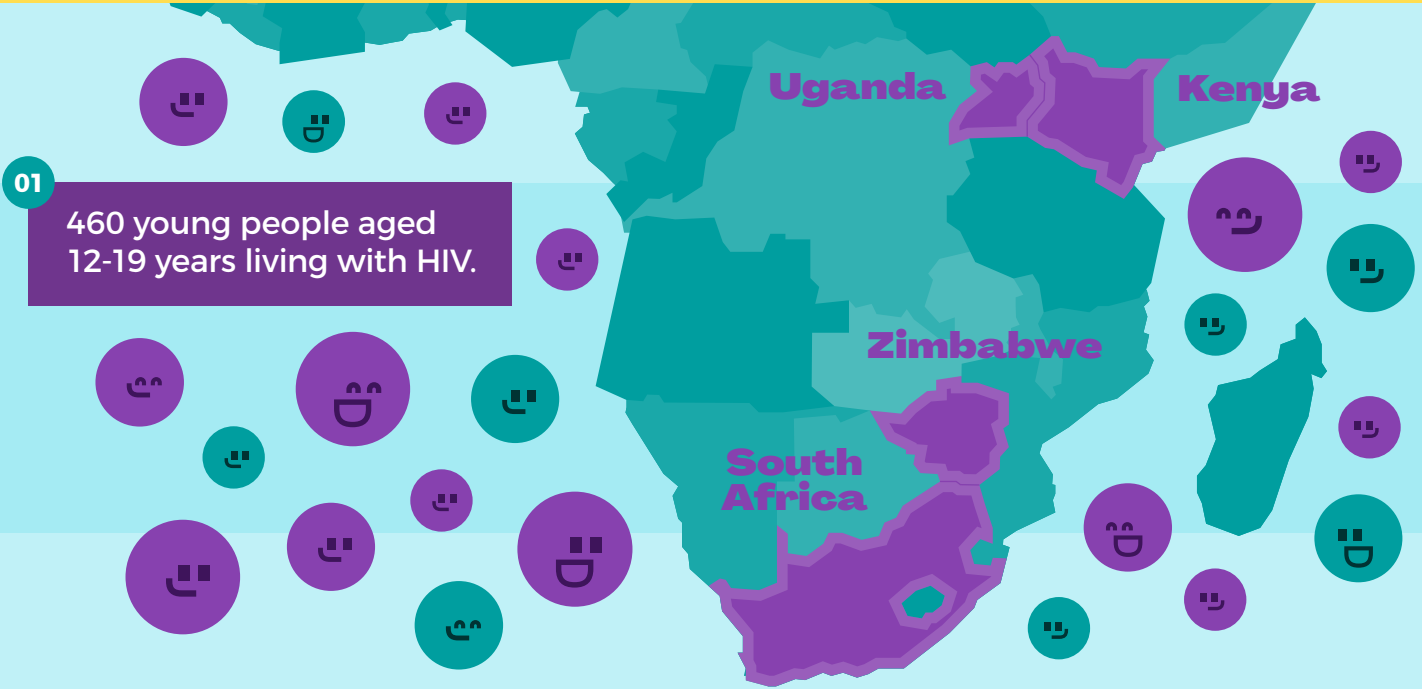 Uganda
Kenya
01
460 young people aged
12-19 years living with HIV.
Zimbabwe
South
Africa